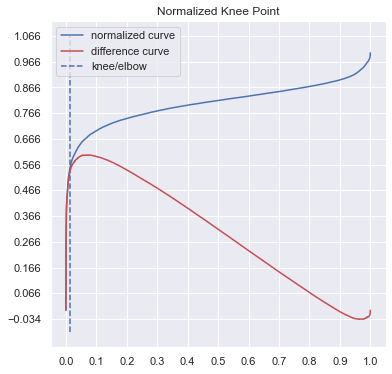 Normalized Knee Point
normalized curve
difference curve
knee/elbow
1.066
0.966
0.866
0.766
0.666
0.566
0.466
0.366
0.266
0.166
0.066
−0.034
0.0 0.1 0.2 0.3 0.4 0.5 0.6 0.7 0.8 0.9 1.0